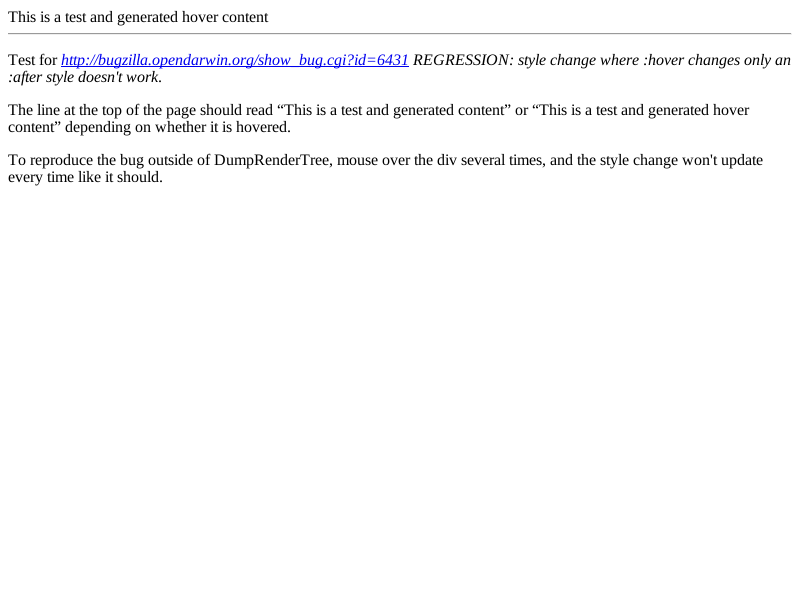 This is a test and generated hover content
Test for http://bugzilla.opendarwin.org/show_bug.cgi?id=6431 REGRESSION: style change where :hover changes only an
:after style doesn't work.
The line at the top of the page should read “This is a test and generated content” or “This is a test and generated hover
content” depending on whether it is hovered.
To reproduce the bug outside of DumpRenderTree, mouse over the div several times, and the style change won't update
every time like it should.